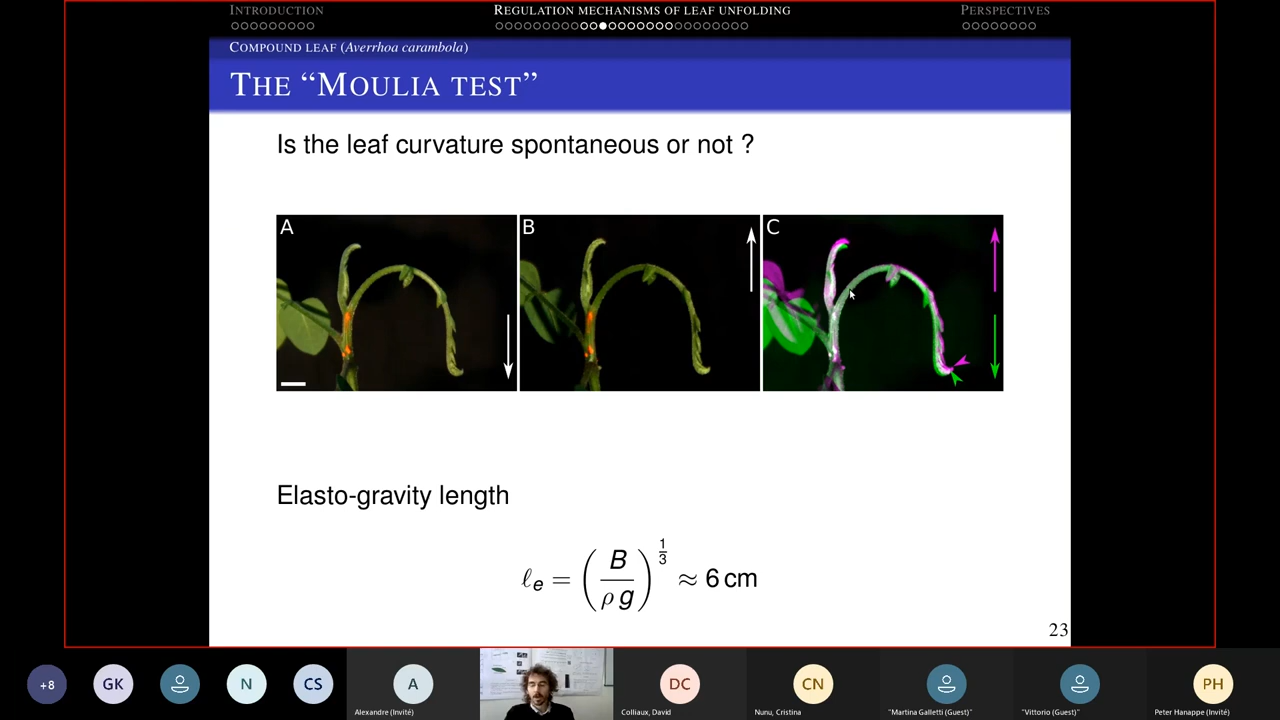 INTRODUCTION
REGULATION MECHANISMS OF LEAF UNFOLDING
PERSPECTIVES
COMPOUND LEAF (Averrhoa carambola)
THE “MOULIA TEST”
Is the leaf curvature spontaneous or not ?
A
B
C
Elasto-gravity length
ℓe = (B / ρ g)^1/3 ≈ 6 cm
23
+8
GK
N
CS
A
DC
CN
PH
Alexandre (Invité)
Colliaux, David
Nunu, Cristina
"Martina Galletti (Guest)"
"Vittorio (Guest)"
Peter Hanappe (Invité)